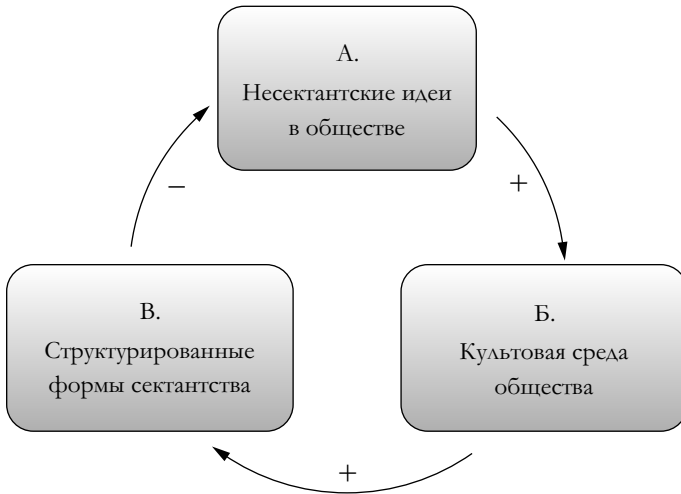 А.
Несектантские идеи
в обществе
–
+
В.
Структурированные
формы сектантства
Б.
Культовая среда
общества
+